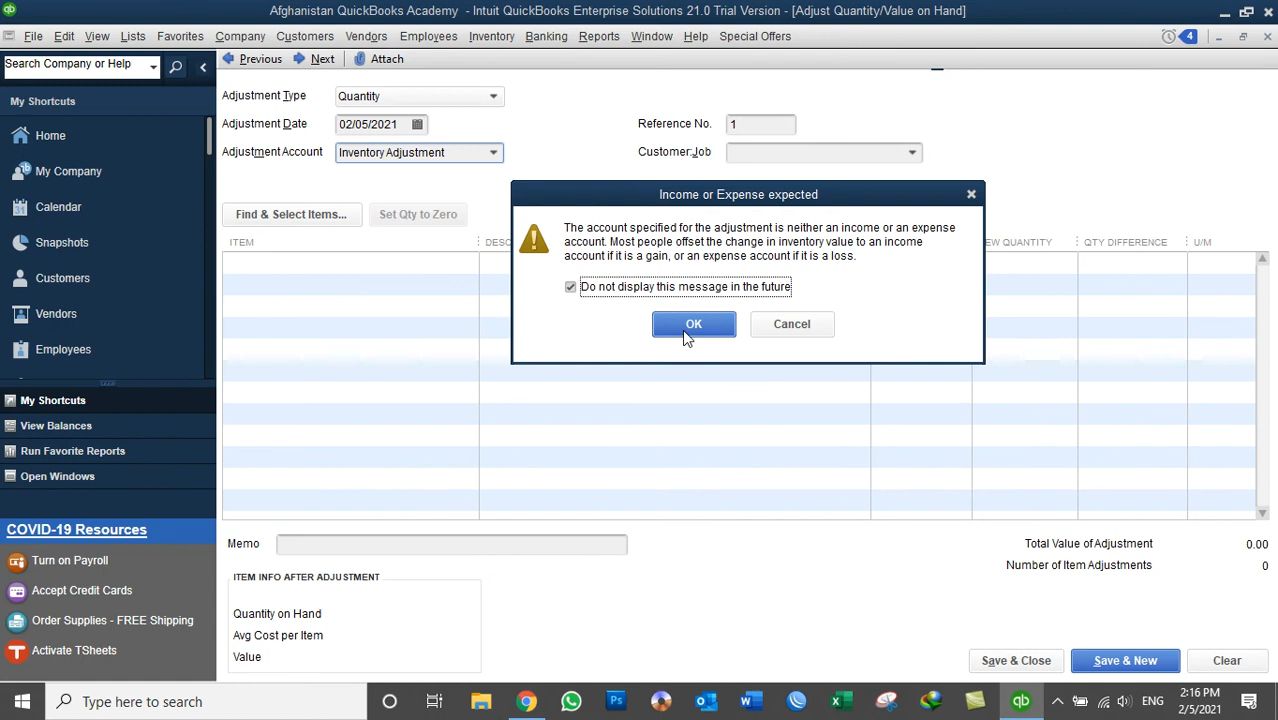 Afghanistan QuickBooks Academy - Intuit QuickBooks Enterprise Solutions 21.0 Trial Version - [Adjust Quantity/Value on Hand]
File Edit View Lists Favorites Company Customers Vendors Employees Inventory Banking Reports Window Help Special Offers 4
Search Company or Help
Previous Next Attach
My Shortcuts
Home
My Company
Calendar
Snapshots
Customers
Vendors
Employees
My Shortcuts
View Balances
Run Favorite Reports
Open Windows
COVID-19 Resources
Turn on Payroll
Accept Credit Cards
Order Supplies - FREE Shipping
Activate TSheets
Adjustment Type Quantity
Adjustment Date 02/05/2021 Reference No. 1
Adjustment Account Inventory Adjustment Customer:Job
Find & Select Items... Set Qty to Zero
ITEM DESC EW QUANTITY QTY DIFFERENCE U/M
Income or Expense expected
The account specified for the adjustment is neither an income or an expense
account. Most people offset the change in inventory value to an income
account if it is a gain, or an expense account if it is a loss.
Do not display this message in the future
OK Cancel
Memo Total Value of Adjustment 0.00
Number of Item Adjustments 0
ITEM INFO AFTER ADJUSTMENT
Quantity on Hand
Avg Cost per Item
Value
Save & Close Save & New Clear
Type here to search
ENG 2:16 PM
2/5/2021